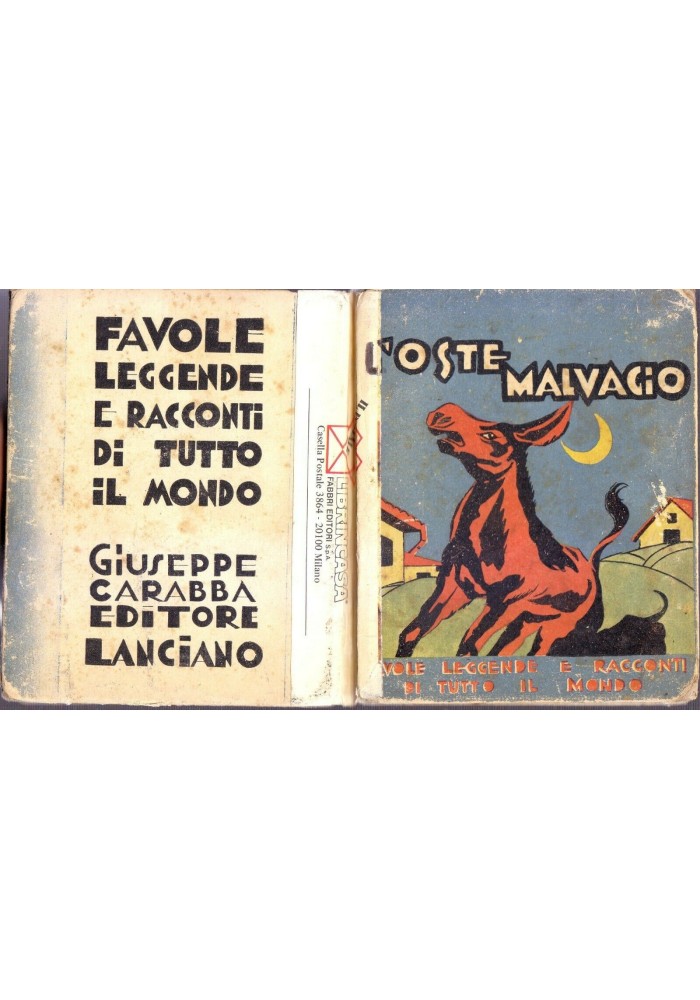 FAVOLE
LEGGENDE
E RACCONTI
Di TUTTO
iL MONDO
GiUSEPPE
CARABBA
EDiTORE
LANCiANO
LIBRINCASA
FABBRI EDITORI S.P.A.
Casella Postale 3864 - 20100 Milano
L'OSTE
MALVAGIO
VOLE LEGGENDE E RACCONTI
DI TUTTO IL MONDO